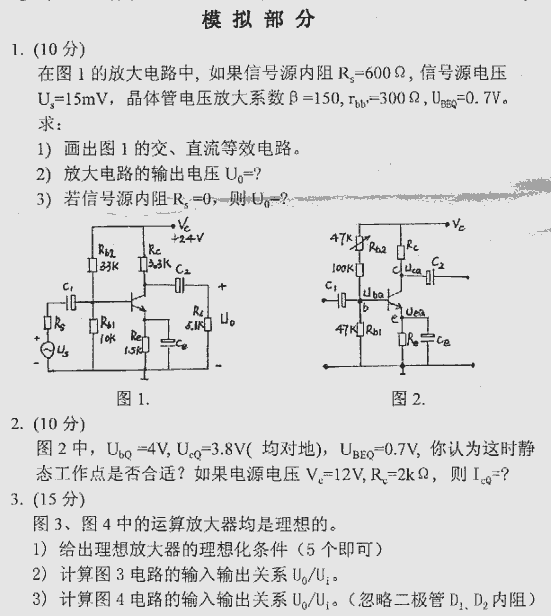 模拟部分
1. (10分)
在图1的放大电路中, 如果信号源内阻 Rs=600Ω, 信号源电压
Us=15mV, 晶体管电压放大系数β=150, rbb'=300Ω, UBEQ=0.7V。
求:
1) 画出图1的交、直流等效电路。
2) 放大电路的输出电压 U0=?
3) 若信号源内阻 Rs=0, 则 U0=?
Vc
+24V
Rb2
33K
Rc
3.3K
C2
C1
+
Rs
+
Us
-
Rb1
10K
Re
1.5K
Ce
RL
5.1K
U0
-
图1.
Vc
47K
Rb2
100K
Rc
C2
C
Uca
C1
Uba
b
e
Uea
47K
Rb1
Re
Ce
图2.
2. (10分)
图2中, UbQ=4V, UcQ=3.8V( 均对地), UBEQ=0.7V, 你认为这时静
态工作点是否合适? 如果电源电压 Vc=12V, Rc=2kΩ, 则 ICQ=?
3. (15分)
图3、图4中的运算放大器均是理想的。
1) 给出理想放大器的理想化条件（5个即可）
2) 计算图3电路的输入输出关系 U0/Ui。
3) 计算图4电路的输入输出关系 U0/Ui。（忽略二极管 D1、D2内阻）